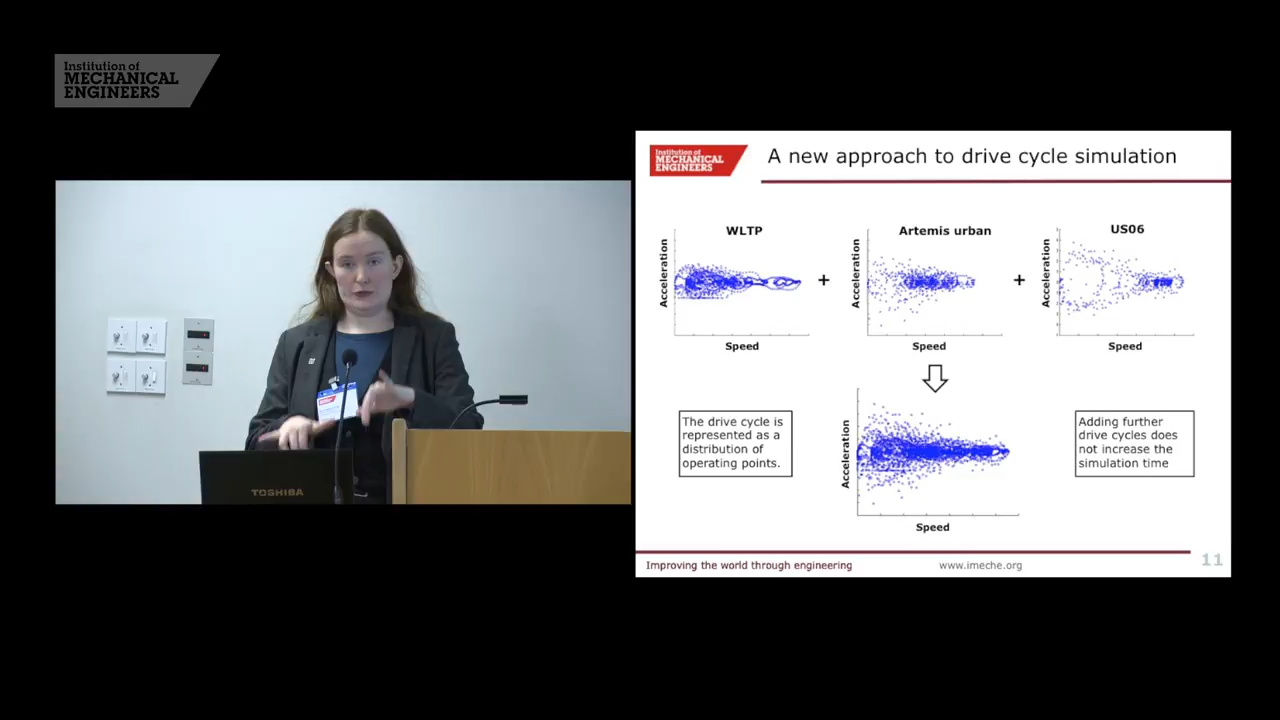 Institution of
MECHANICAL
ENGINEERS
Institution of
MECHANICAL
ENGINEERS
A new approach to drive cycle simulation
WLTP
Acceleration
Speed
+
Artemis urban
Acceleration
Speed
+
US06
Acceleration
Speed
The drive cycle is
represented as a
distribution of
operating points.
Acceleration
Speed
Adding further
drive cycles does
not increase the
simulation time
TOSHIBA
Improving the world through engineering
www.imeche.org
11